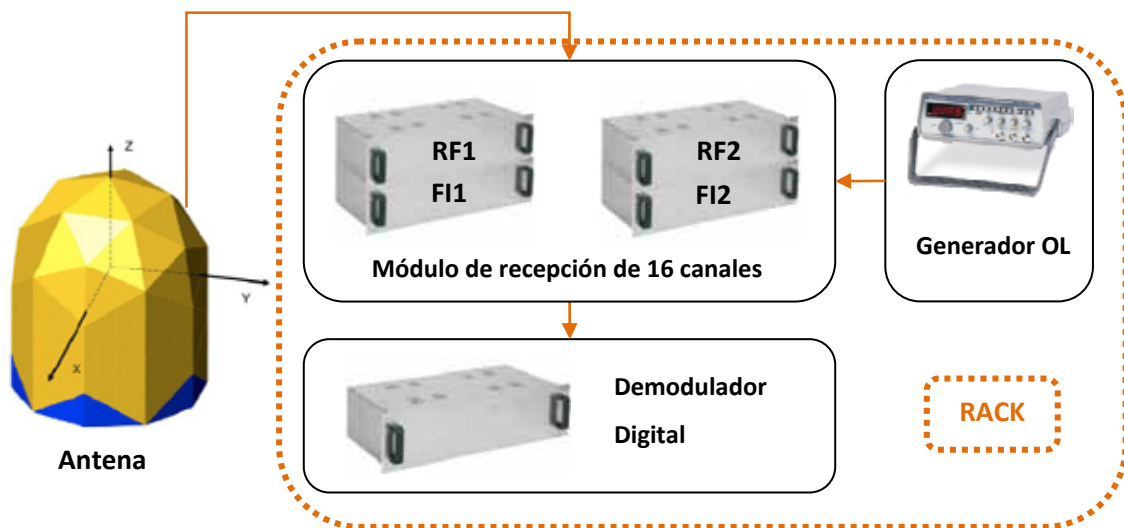 Z
Y
X
Antena
RF1
FI1
RF2
FI2
Módulo de recepción de 16 canales
Generador OL
Demodulador
Digital
RACK